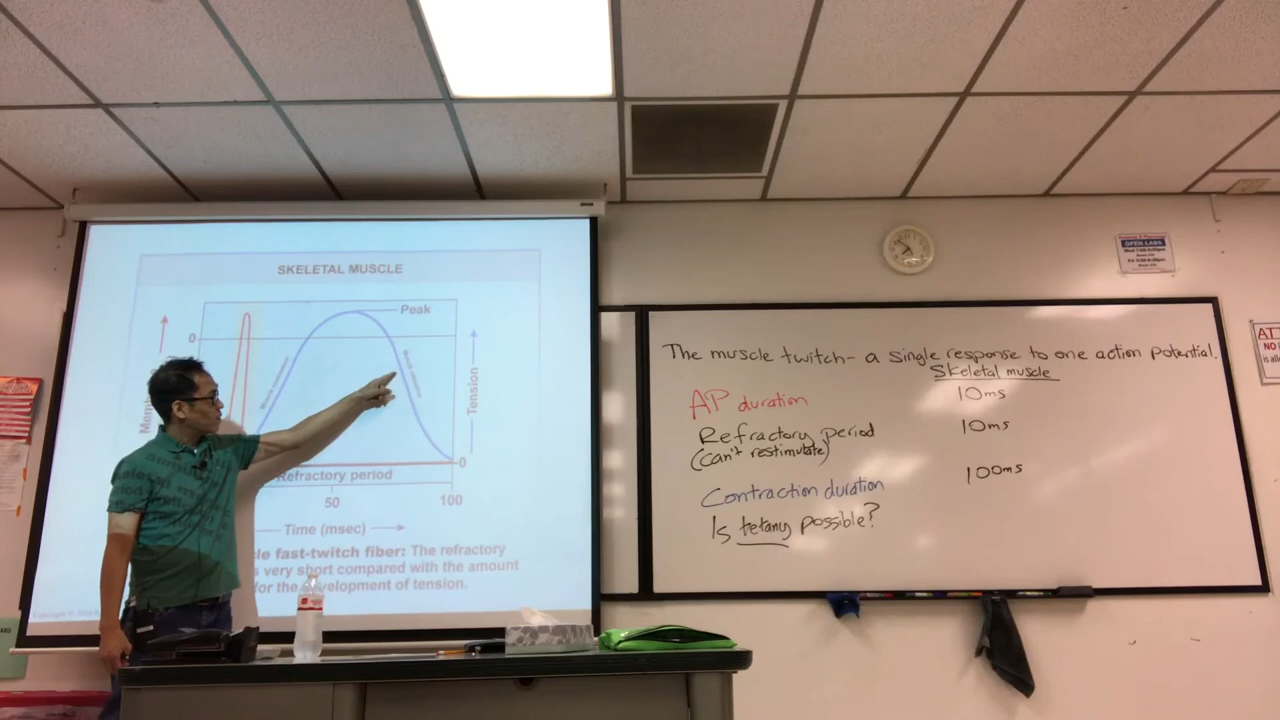 SKELETAL MUSCLE
Peak
0
Tension
0
Refractory period
50
100
Time (msec)
fast-twitch fiber: The refractory
very short compared with the amount
for the development of tension.
The muscle twitch- a single response to one action potential.
Skeletal muscle
AP duration 10ms
Refractory period 10ms
(can't restimulate)
Contraction duration 100ms
Is tetany possible?
OPEN LABS